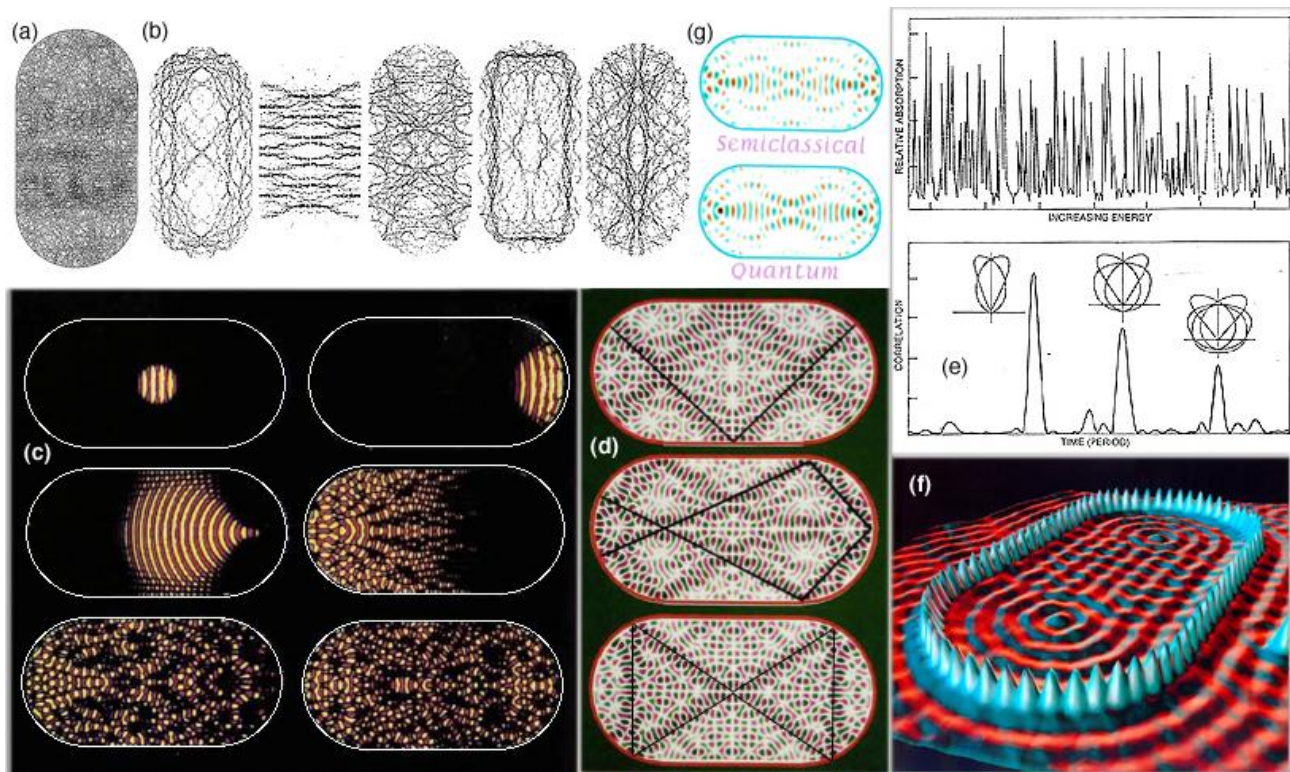 (a)
(b)
(g)
Semiclassical
Quantum
RELATIVE ABSORPTION
INCREASING ENERGY
CORRELATION
(e)
TIME (PERIOD)
(c)
(d)
(f)